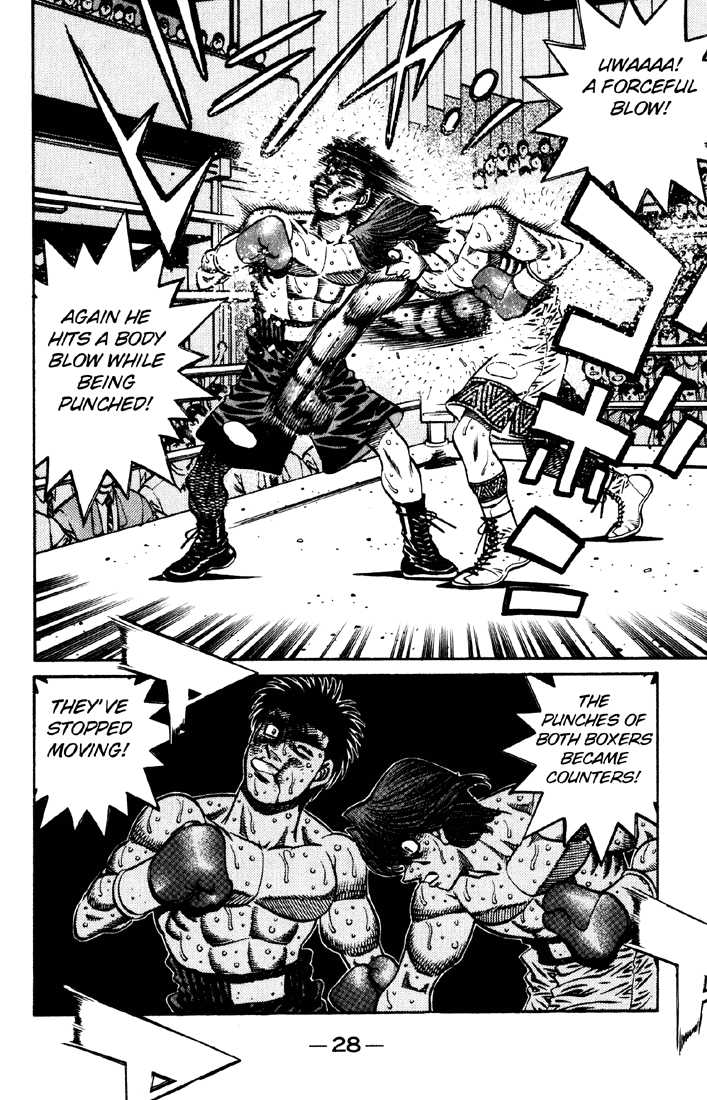 UWAAAA!
A FORCEFUL
BLOW!
AGAIN HE
HITS A BODY
BLOW WHILE
BEING
PUNCHED!
THE
PUNCHES OF
BOTH BOXERS
BECAME
COUNTERS!
THEY'VE
STOPPED
MOVING!
—28—